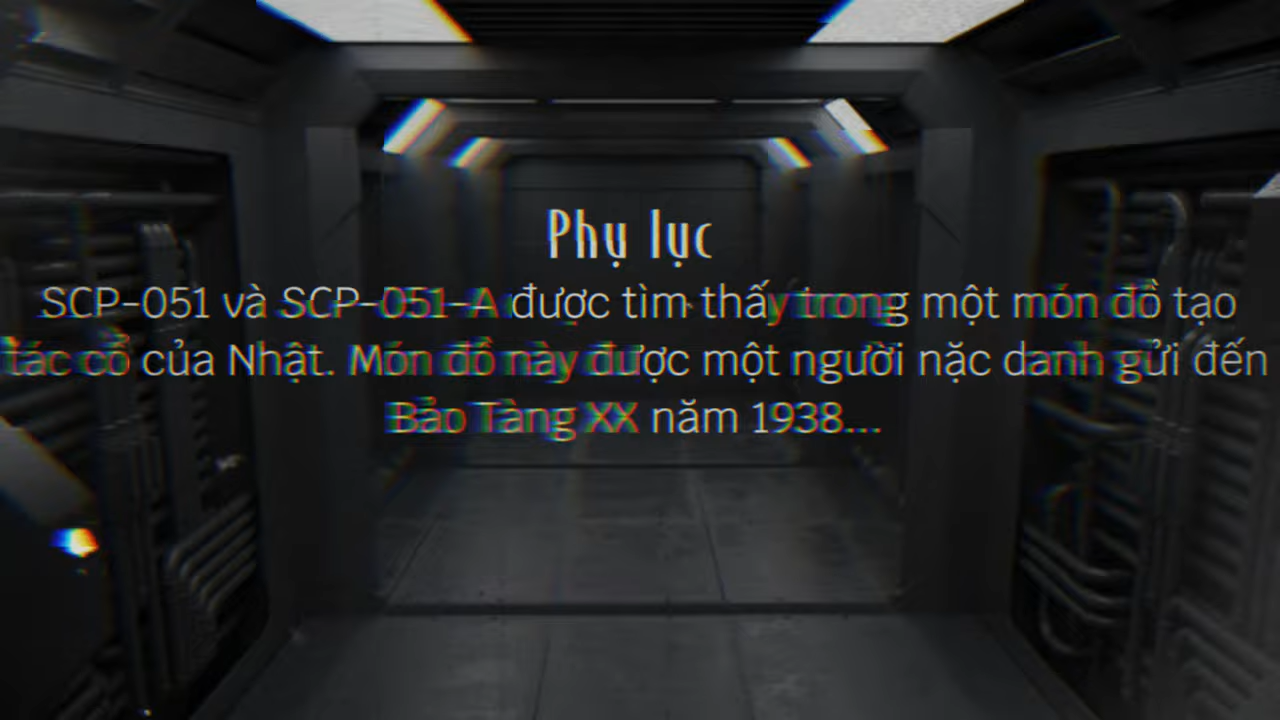 Phụ lục
SCP-051 và SCP-051-A được tìm thấy trong một món đồ tạo
tác cổ của Nhật. Món đồ này được một người nặc danh gửi đến
Bảo Tàng XX năm 1938...